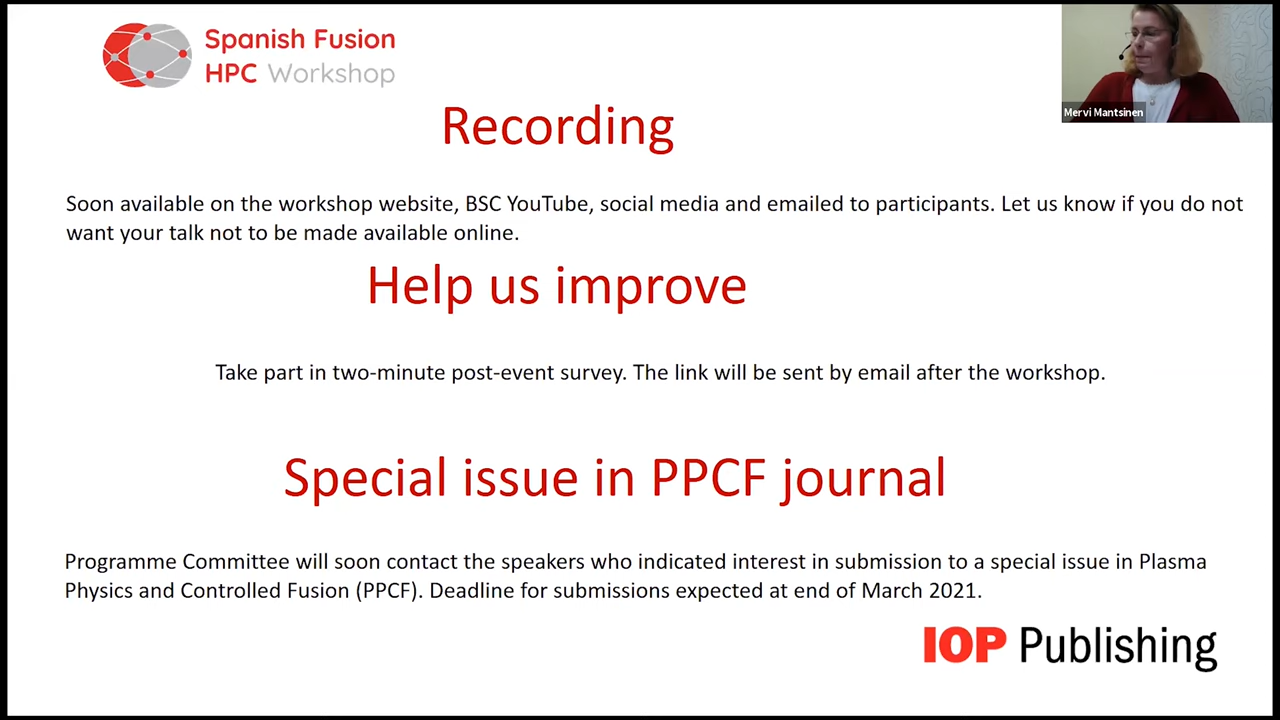 Spanish Fusion
HPC Workshop
Mervi Mantsinen
Recording
Soon available on the workshop website, BSC YouTube, social media and emailed to participants. Let us know if you do not
want your talk not to be made available online.
Help us improve
Take part in two-minute post-event survey. The link will be sent by email after the workshop.
Special issue in PPCF journal
Programme Committee will soon contact the speakers who indicated interest in submission to a special issue in Plasma
Physics and Controlled Fusion (PPCF). Deadline for submissions expected at end of March 2021.
IOP Publishing